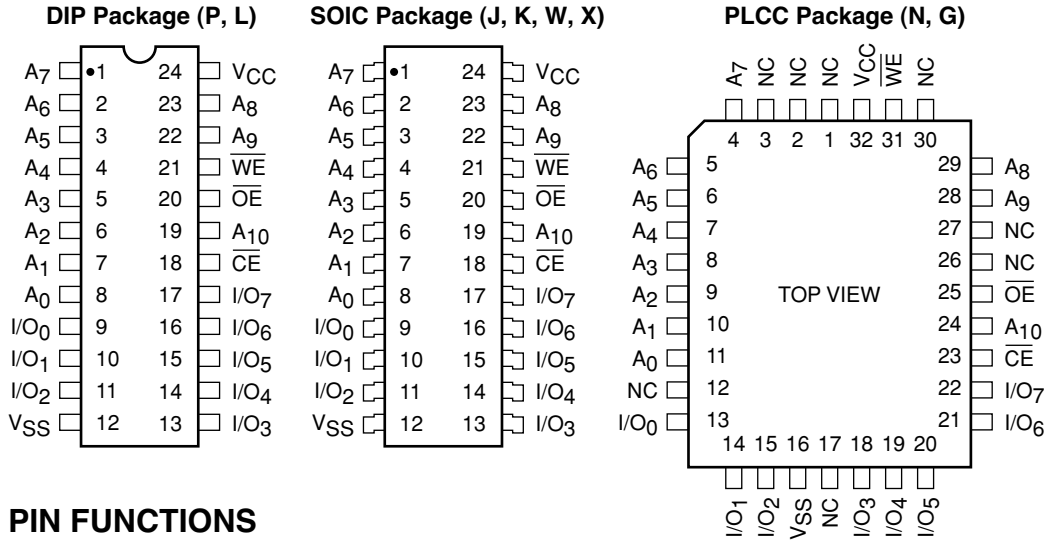 DIP Package (P, L)
A7 1 24 VCC
A6 2 23 A8
A5 3 22 A9
A4 4 21 WE
A3 5 20 OE
A2 6 19 A10
A1 7 18 CE
A0 8 17 I/O7
I/O0 9 16 I/O6
I/O1 10 15 I/O5
I/O2 11 14 I/O4
VSS 12 13 I/O3
SOIC Package (J, K, W, X)
A7 1 24 VCC
A6 2 23 A8
A5 3 22 A9
A4 4 21 WE
A3 5 20 OE
A2 6 19 A10
A1 7 18 CE
A0 8 17 I/O7
I/O0 9 16 I/O6
I/O1 10 15 I/O5
I/O2 11 14 I/O4
VSS 12 13 I/O3
PLCC Package (N, G)
A7 NC NC NC VCC WE NC
4 3 2 1 32 31 30
A6 5 29 A8
A5 6 28 A9
A4 7 27 NC
A3 8 26 NC
A2 9 TOP VIEW 25 OE
A1 10 24 A10
A0 11 23 CE
NC 12 22 I/O7
I/O0 13 21 I/O6
14 15 16 17 18 19 20
I/O1 I/O2 VSS NC I/O3 I/O4 I/O5
PIN FUNCTIONS